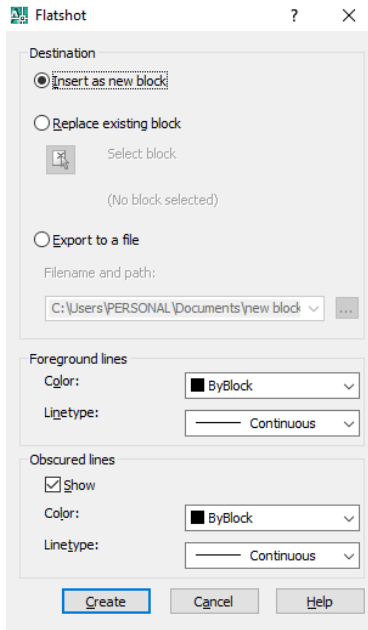 Flatshot
?
Destination
Insert as new block
Replace existing block
Select block
(No block selected)
Export to a file
Filename and path:
C:\Users\PERSONAL\Documents\new block
...
Foreground lines
Color:
ByBlock
Linetype:
Continuous
Obscured lines
Show
Color:
ByBlock
Linetype:
Continuous
Create
Cancel
Help